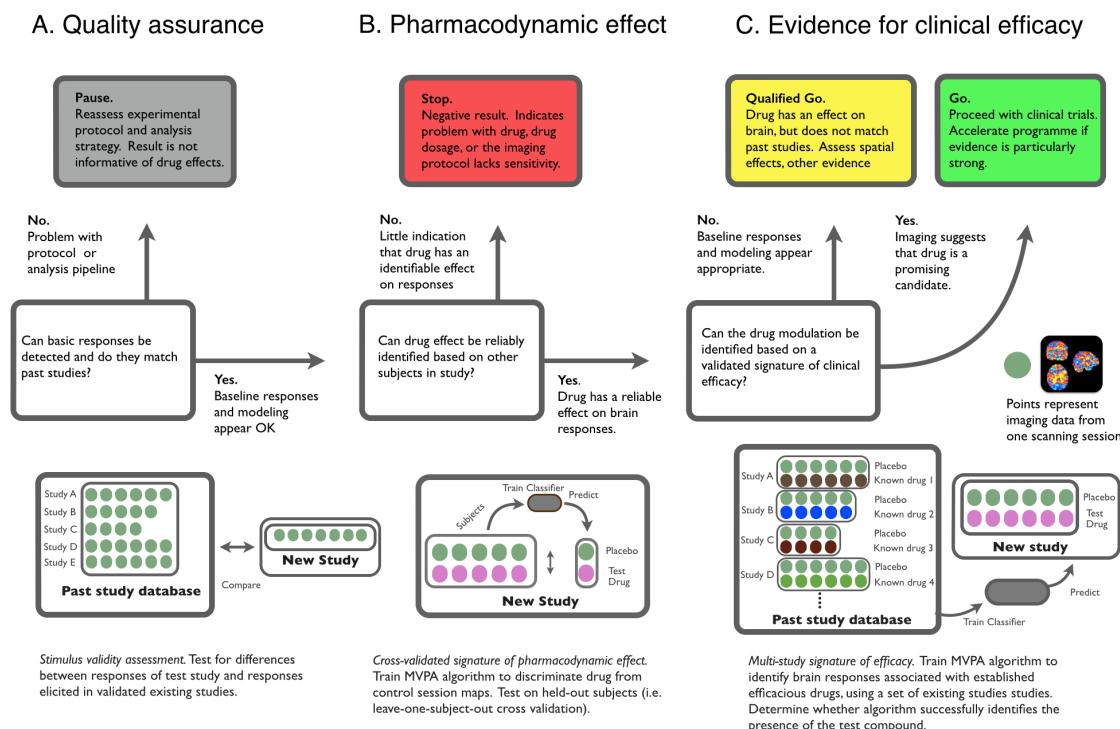 A. Quality assurance
B. Pharmacodynamic effect
C. Evidence for clinical efficacy
Pause.
Reassess experimental
protocol and analysis
strategy. Result is not
informative of drug effects.
Stop.
Negative result. Indicates
problem with drug, drug
dosage, or the imaging
protocol lacks sensitivity.
Qualified Go.
Drug has an effect on
brain, but does not match
past studies. Assess spatial
effects, other evidence
Go.
Proceed with clinical trials.
Accelerate programme if
evidence is particularly
strong.
No.
Problem with
protocol or
analysis pipeline
No.
Little indication
that drug has an
identifiable effect
on responses
No.
Baseline responses
and modeling appear
appropriate.
Yes.
Imaging suggests
that drug is a
promising
candidate.
Can basic responses be
detected and do they match
past studies?
Yes.
Baseline responses
and modeling
appear OK
Can drug effect be reliably
identified based on other
subjects in study?
Yes.
Drug has a reliable
effect on brain
responses.
Can the drug modulation be
identified based on a
validated signature of clinical
efficacy?
Points represent
imaging data from
one scanning session
Study A
Study B
Study C
Study D
Study E
Past study database
Compare
New Study
Subjects
Train Classifier
Predict
Placebo
Test
Drug
New Study
Study A
Placebo
Known drug 1
Study B
Placebo
Known drug 2
Study C
Placebo
Known drug 3
Study D
Placebo
Known drug 4
Past study database
Train Classifier
Predict
Placebo
Test
Drug
New study
Stimulus validity assessment. Test for differences
between responses of test study and responses
elicited in validated existing studies.
Cross-validated signature of pharmacodynamic effect.
Train MVPA algorithm to discriminate drug from
control session maps. Test on held-out subjects (i.e.
leave-one-subject-out cross validation).
Multi-study signature of efficacy. Train MVPA algorithm to
identify brain responses associated with established
efficacious drugs, using a set of existing studies studies.
Determine whether algorithm successfully identifies the
presence of the test compound.